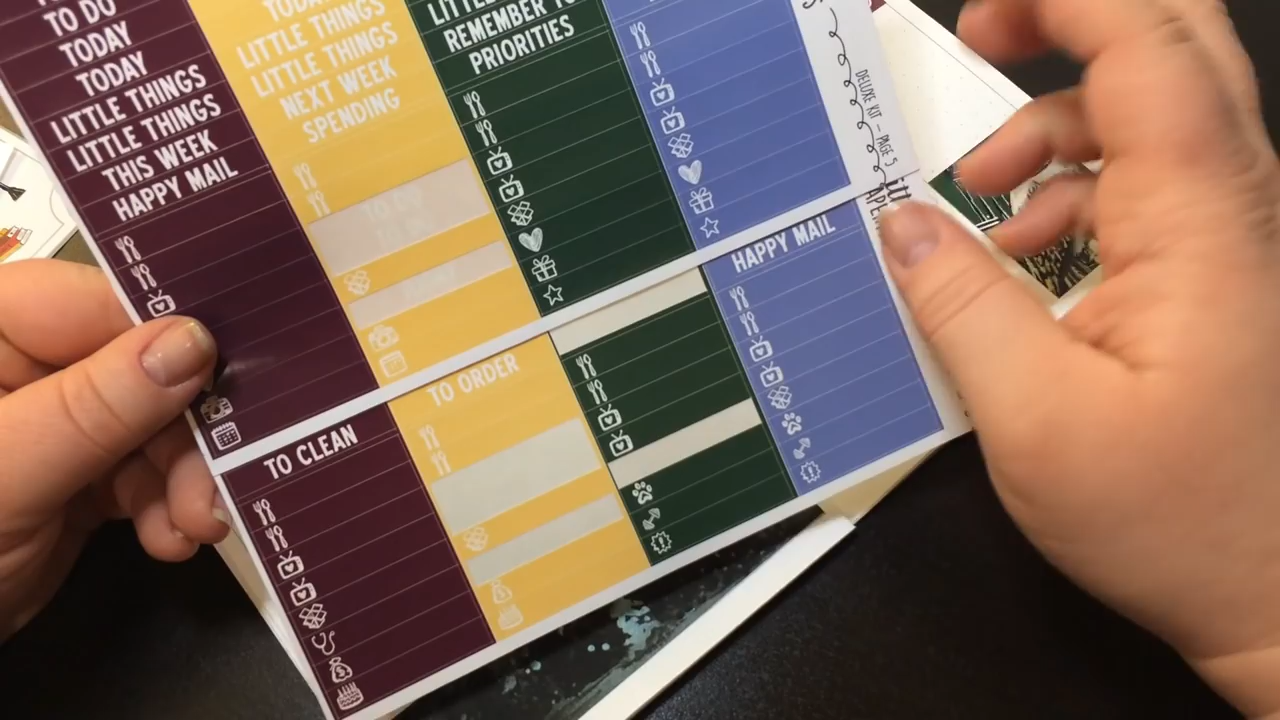 TO DO
TODAY
TODAY
LITTLE THINGS
LITTLE THINGS
THIS WEEK
HAPPY MAIL
LITTLE THINGS
LITTLE THINGS
NEXT WEEK
SPENDING
REMEMBER TO
PRIORITIES
DELUXE KIT - PAGE 5
TO CLEAN
TO ORDER
HAPPY MAIL